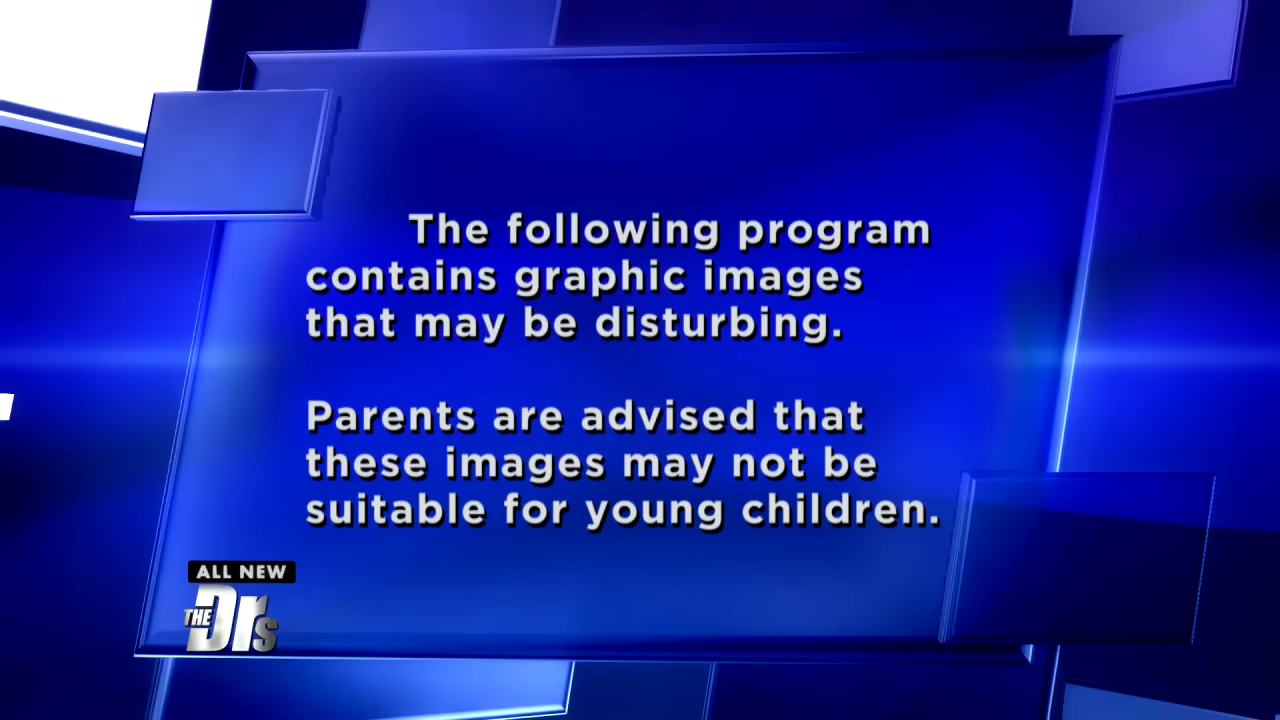 The following program
contains graphic images
that may be disturbing.
Parents are advised that
these images may not be
suitable for young children.
ALL NEW
THE Drs